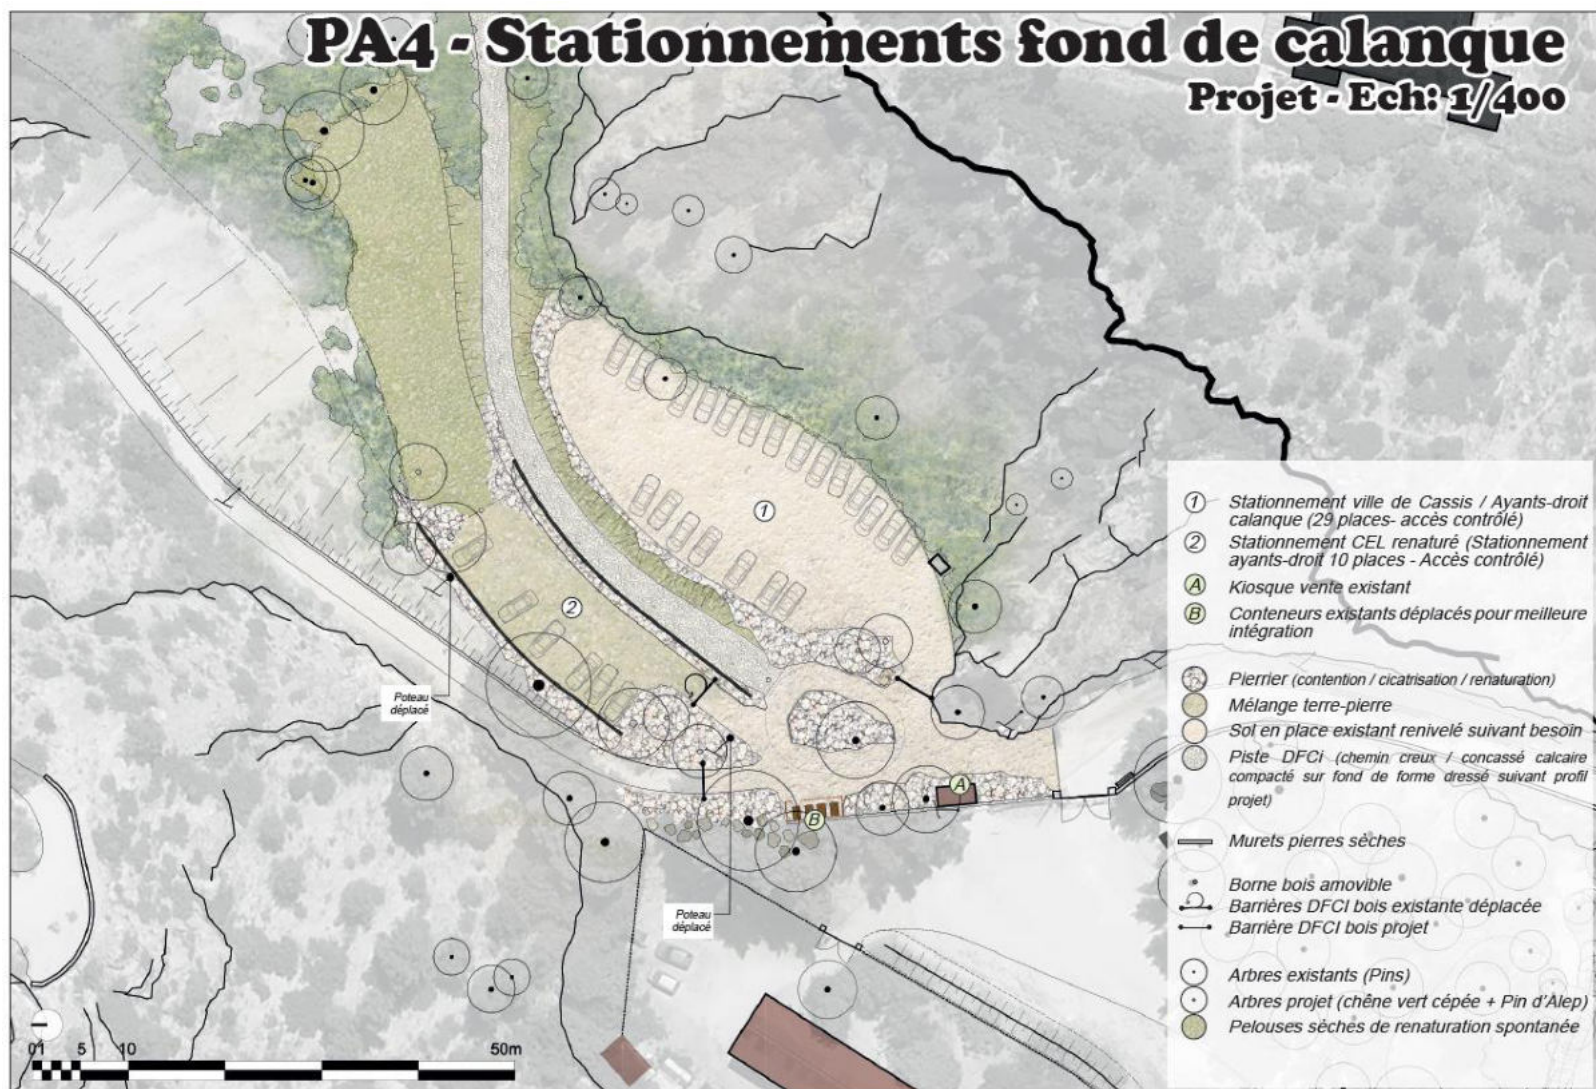 PA4 - Stationnements fond de calanque
Projet - Ech: 1/400
1
2
Poteau
déplacé
Poteau
déplacé
A
B
1 Stationnement ville de Cassis / Ayants-droit
calanque (29 places- accès contrôlé)
2 Stationnement CEL renaturé (Stationnement
ayants-droit 10 places - Accès contrôlé)
A Kiosque vente existant
B Conteneurs existants déplacés pour meilleure
intégration
Pierrier (contention / cicatrisation / renaturation)
Mélange terre-pierre
Sol en place existant renivelé suivant besoin
Piste DFCi (chemin creux / concassé calcaire
compacté sur fond de forme dressé suivant profil
projet)
Murets pierres sèches
Borne bois amovible
Barrières DFCI bois existante déplacée
Barrière DFCI bois projet
Arbres existants (Pins)
Arbres projet (chêne vert cépée + Pin d'Alep)
Pelouses sèches de renaturation spontanée
01 5 10 50m